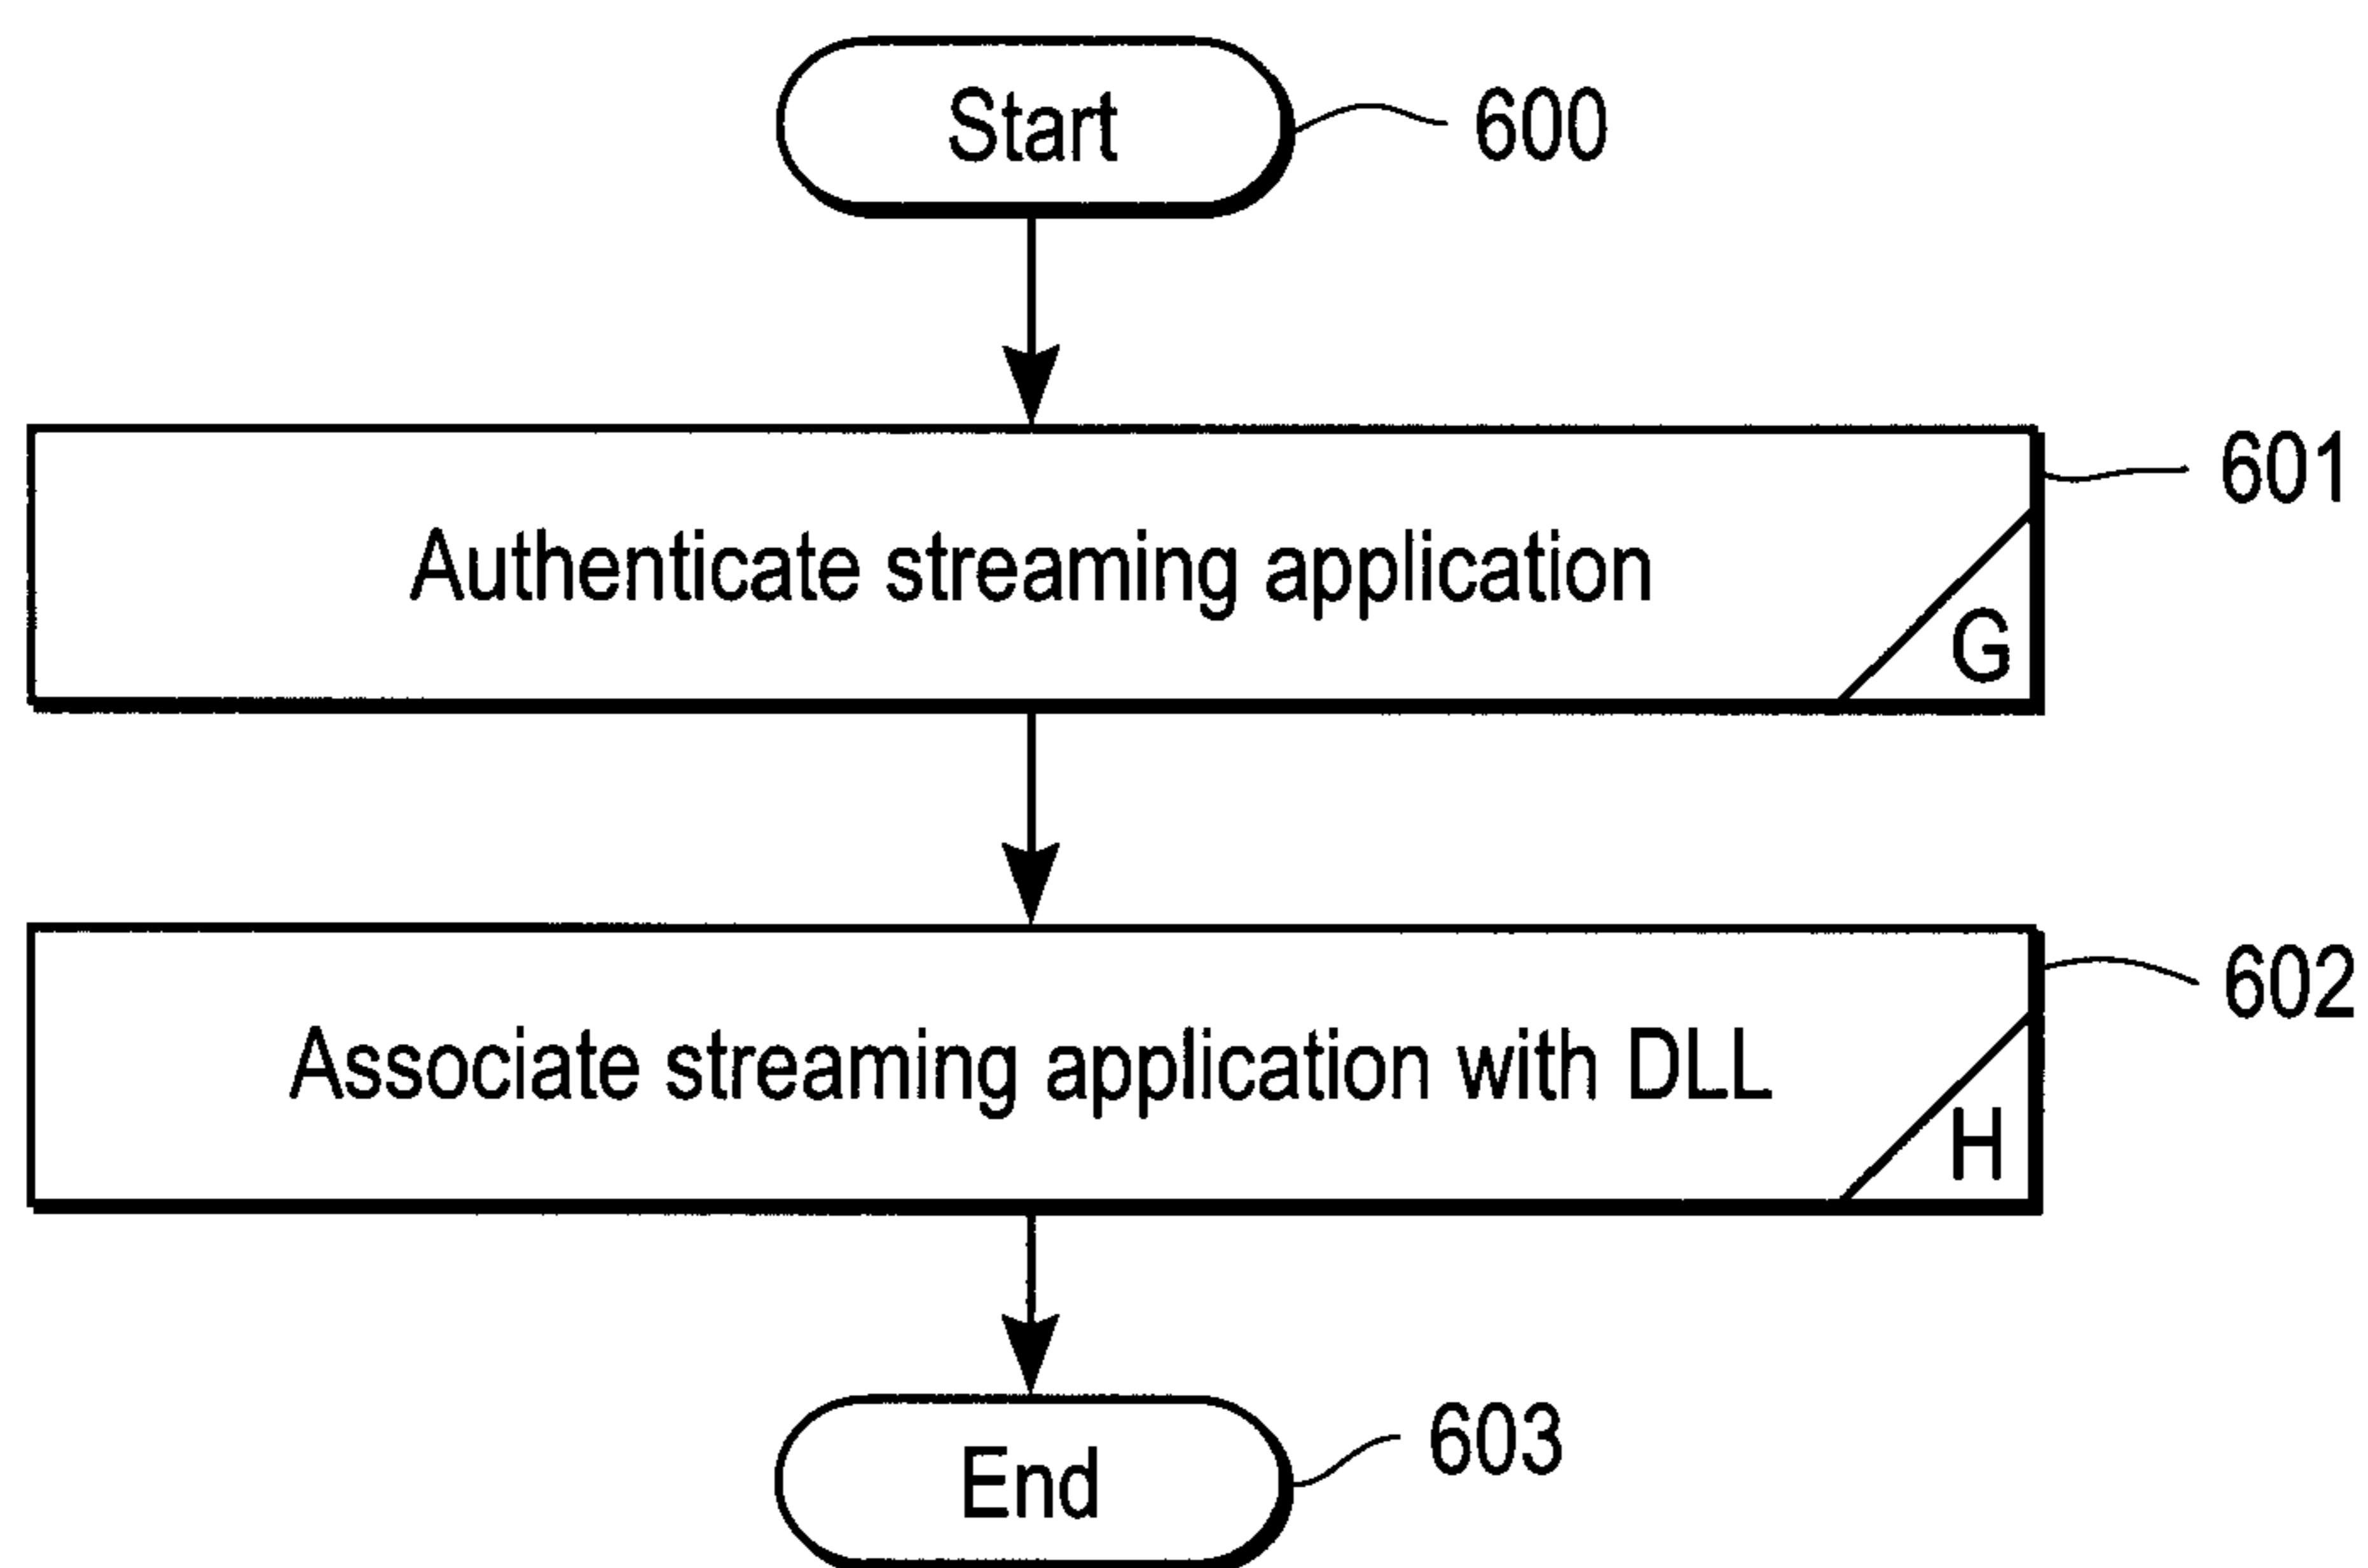 Start
600
601
Authenticate streaming application
G
602
Associate streaming application with DLL
H
End
603